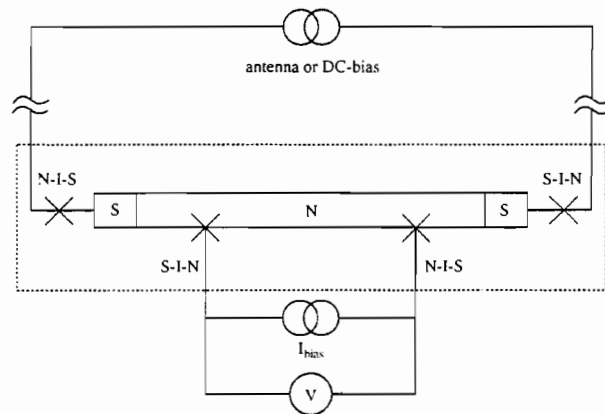 antenna or DC-bias
N-I-S
S-I-N
S
N
S
S-I-N
N-I-S
I_bias
V